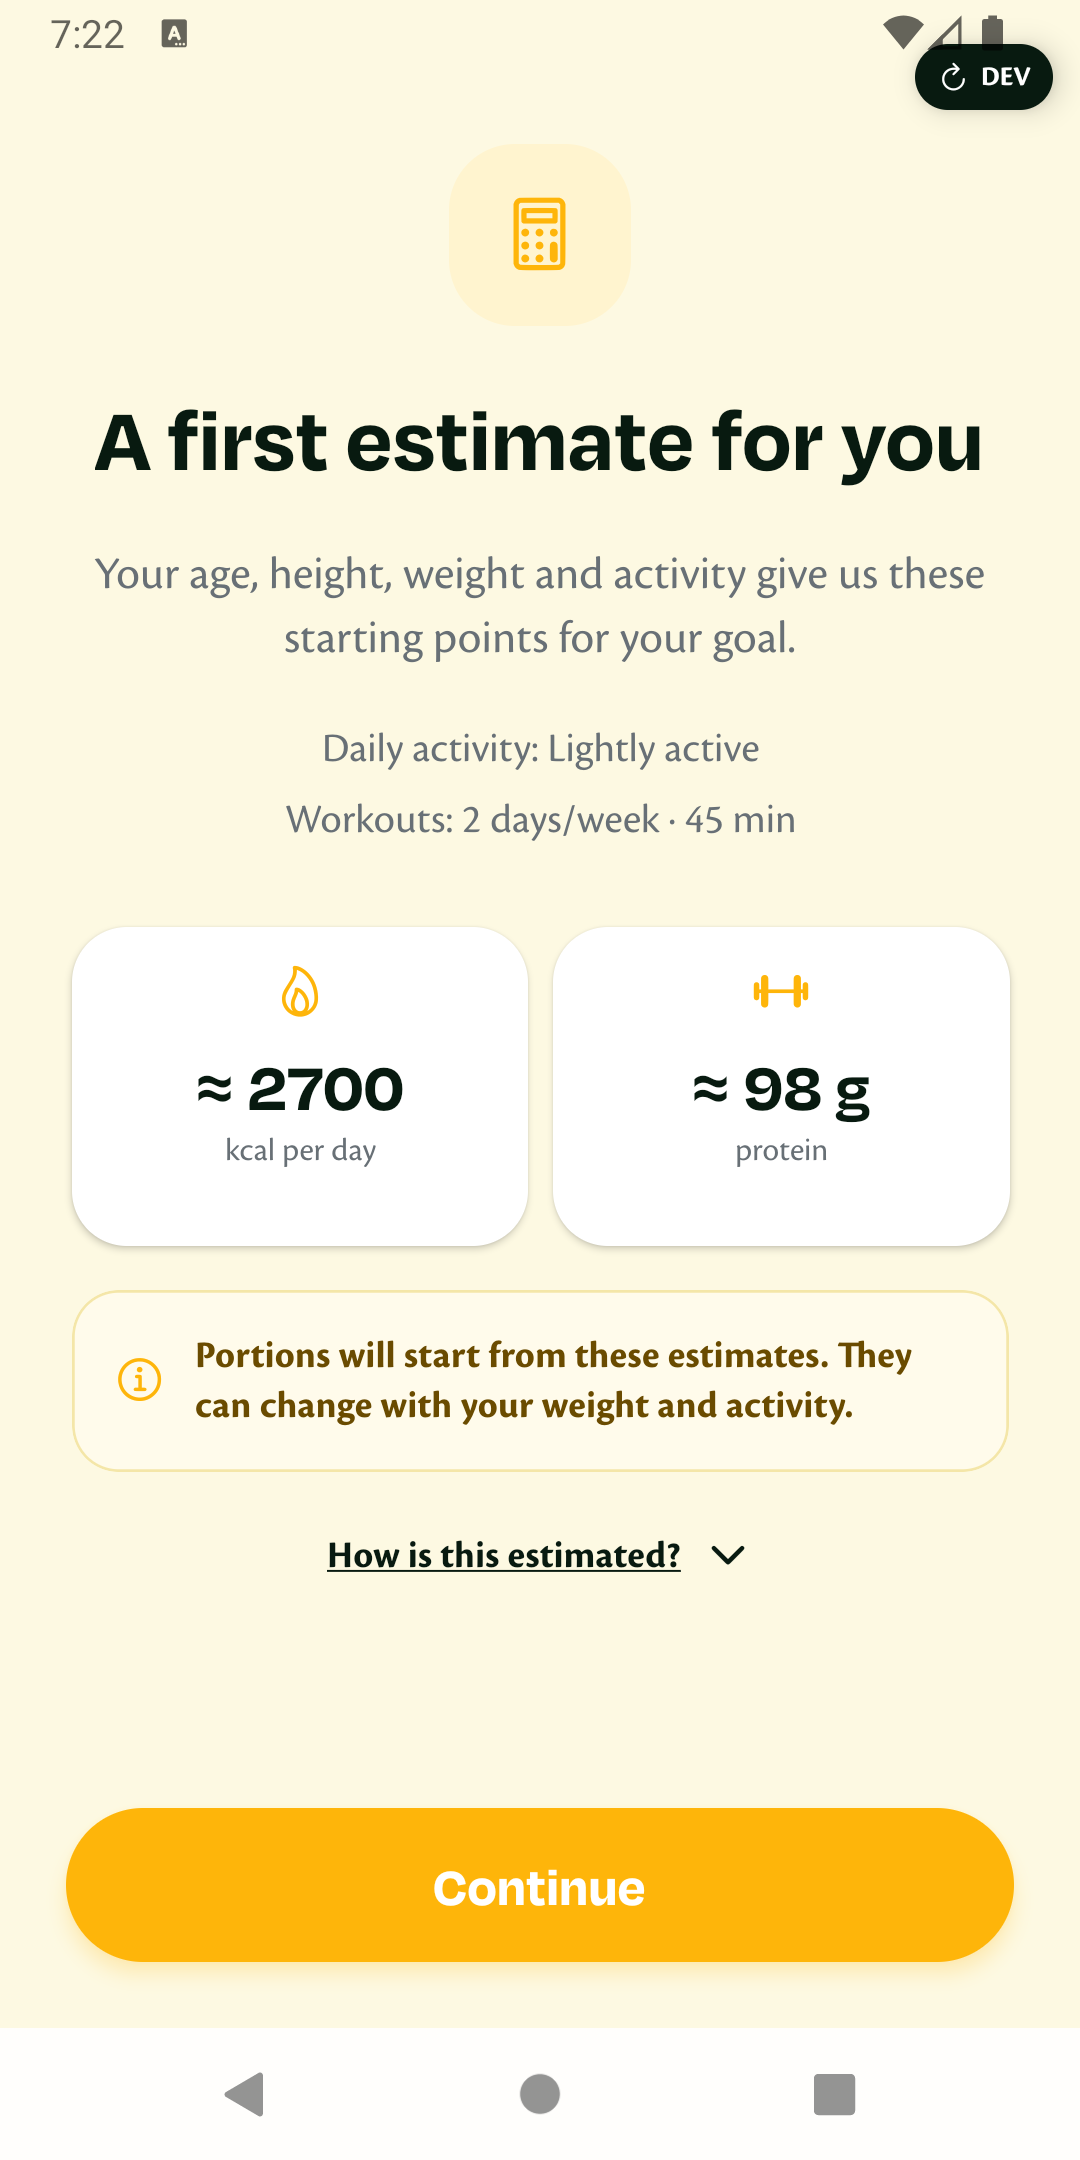 7:22
A
DEV
A first estimate for you
Your age, height, weight and activity give us these
starting points for your goal.
Daily activity: Lightly active
Workouts: 2 days/week · 45 min
≈ 2700
kcal per day
≈ 98 g
protein
Portions will start from these estimates. They
can change with your weight and activity.
How is this estimated?
Continue